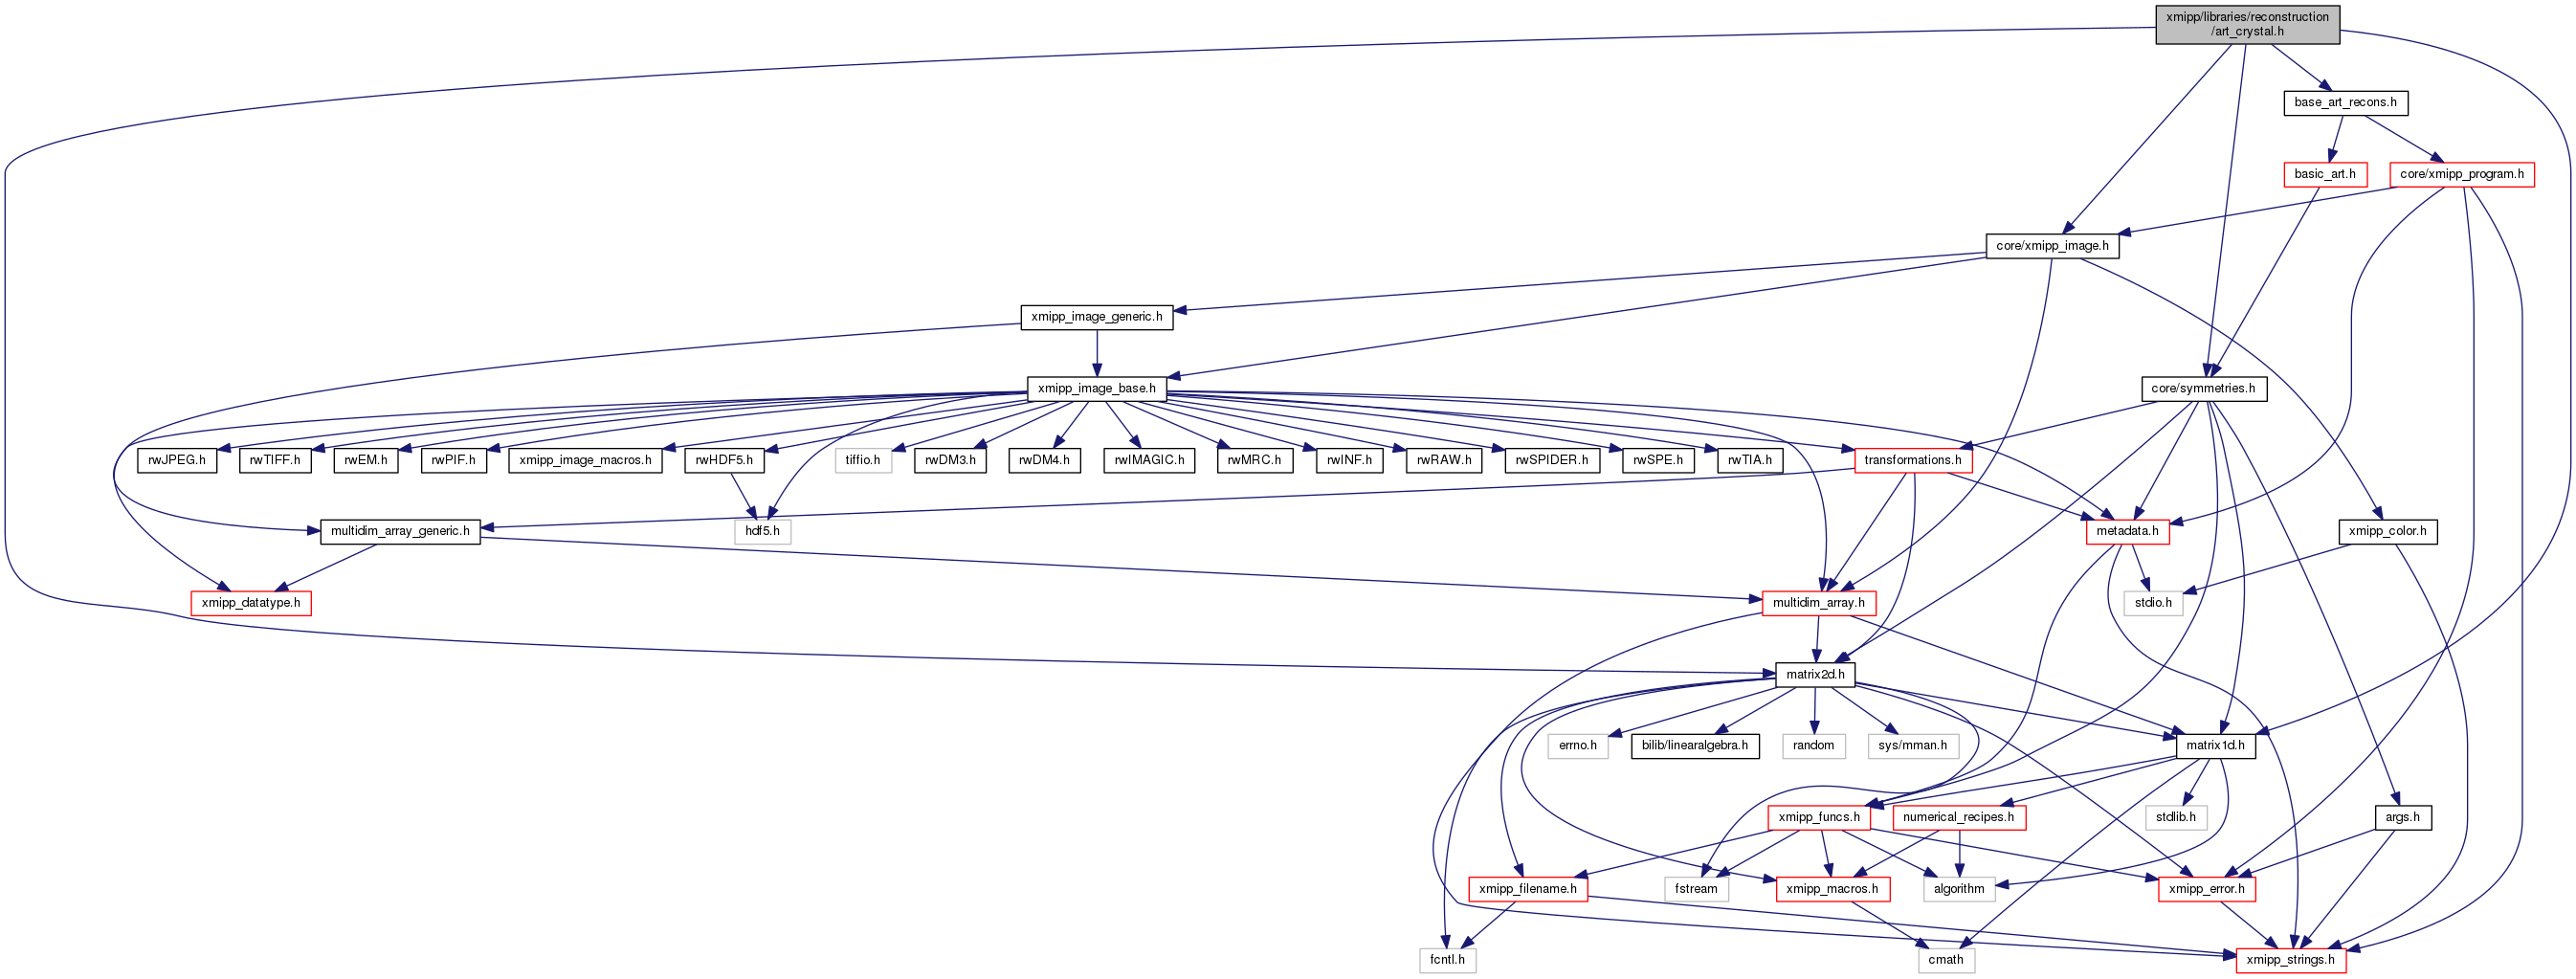 xmipp/libraries/reconstruction
/art_crystal.h
base_art_recons.h
basic_art.h
core/xmipp_program.h
core/xmipp_image.h
xmipp_image_generic.h
xmipp_image_base.h
core/symmetries.h
rwJPEG.h
rwTIFF.h
rwEM.h
rwPIF.h
xmipp_image_macros.h
rwHDF5.h
tiffio.h
rwDM3.h
rwDM4.h
rwIMAGIC.h
rwMRC.h
rwINF.h
rwRAW.h
rwSPIDER.h
rwSPE.h
rwTIA.h
transformations.h
multidim_array_generic.h
hdf5.h
metadata.h
xmipp_color.h
xmipp_datatype.h
multidim_array.h
stdio.h
matrix2d.h
errno.h
bilib/linearalgebra.h
random
sys/mman.h
matrix1d.h
xmipp_funcs.h
numerical_recipes.h
stdlib.h
args.h
xmipp_filename.h
fstream
xmipp_macros.h
algorithm
xmipp_error.h
fcntl.h
cmath
xmipp_strings.h